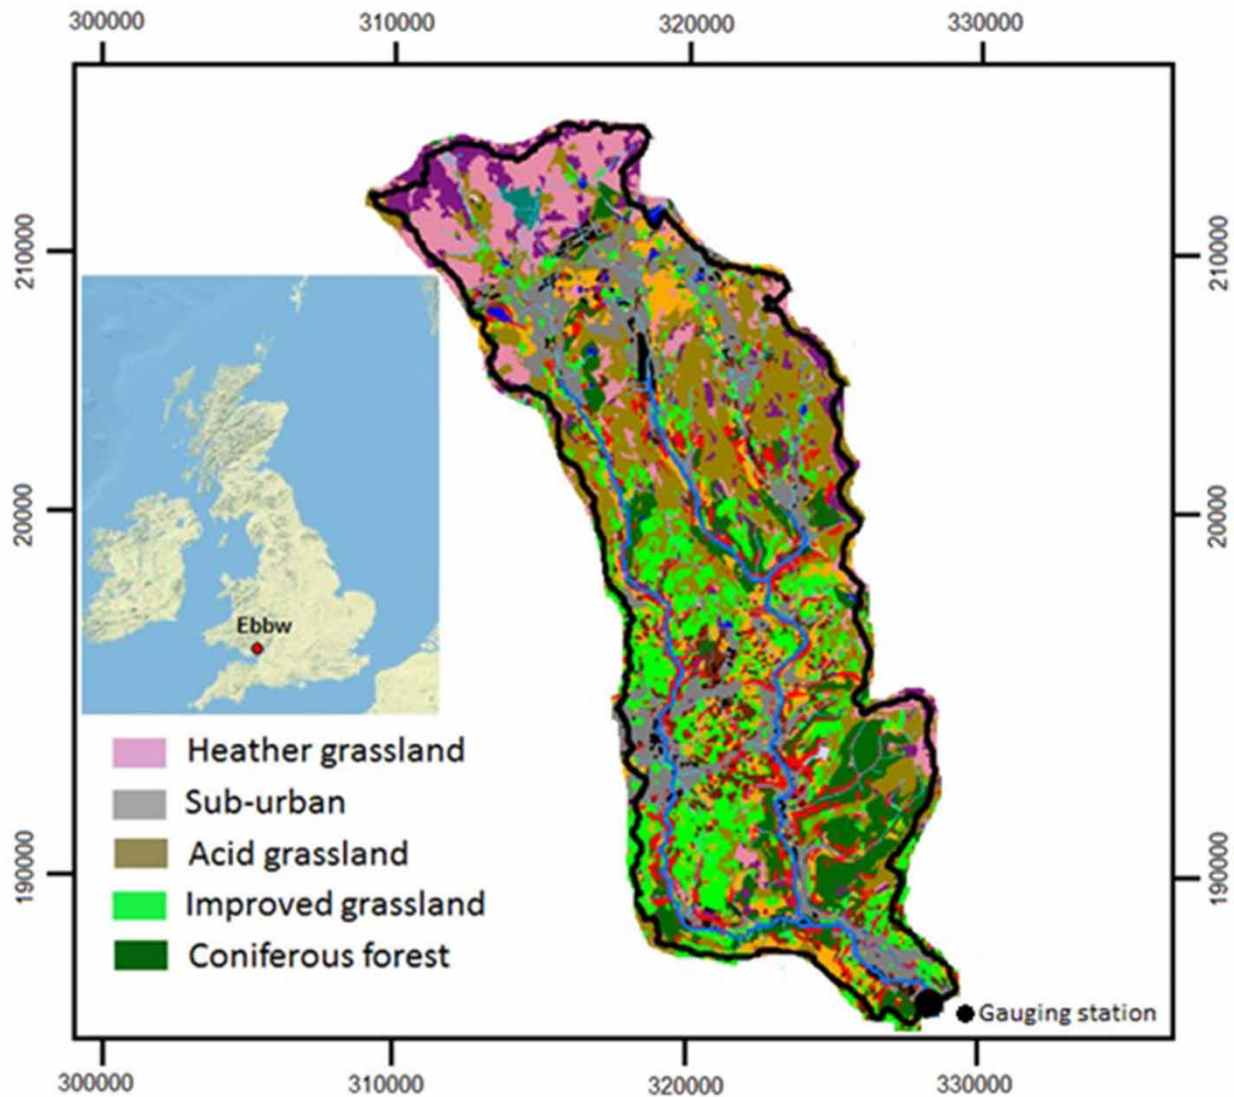 300000 310000 320000 330000
210000 210000
Ebbw
20000 20000
Heather grassland
Sub-urban
Acid grassland
190000 190000
Improved grassland
Coniferous forest
Gauging station
300000 310000 320000 330000